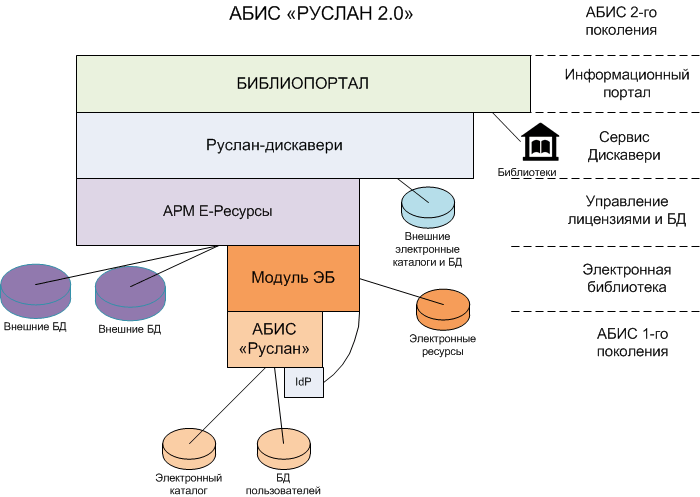 АБИС «РУСЛАН 2.0»
АБИС 2-го
поколения
БИБЛИОПОРТАЛ
Информационный
портал
Руслан-дискавери
Библиотеки
Сервис
Дискавери
АРМ Е-Ресурсы
Внешние
электронные
каталоги и БД
Управление
лицензиями и БД
Внешние БД
Внешние БД
Модуль ЭБ
Электронные
ресурсы
Электронная
библиотека
АБИС
«Руслан»
IdP
АБИС 1-го
поколения
Электронный
каталог
БД
пользователей